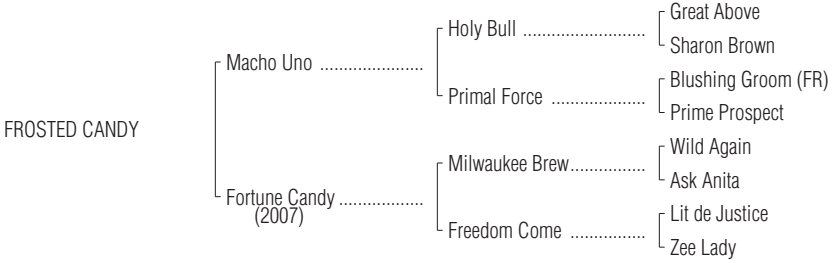 Great Above
Holy Bull ..........................
Sharon Brown
Macho Uno ......................
Blushing Groom (FR)
Primal Force ....................
Prime Prospect
FROSTED CANDY
Wild Again
Milwaukee Brew................
Ask Anita
Fortune Candy ..................
(2007)
Lit de Justice
Freedom Come ................
Zee Lady